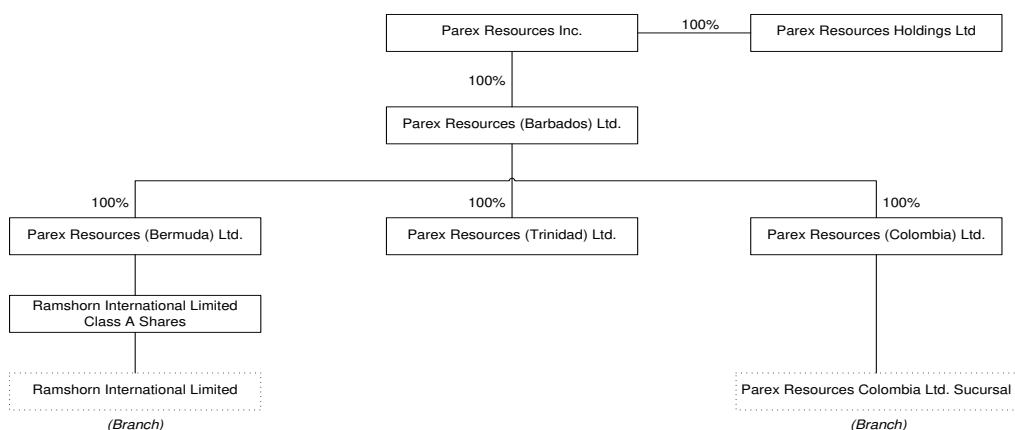 Parex Resources Inc.
100%
Parex Resources Holdings Ltd
100%
Parex Resources (Barbados) Ltd.
100%
100%
100%
Parex Resources (Bermuda) Ltd.
Parex Resources (Trinidad) Ltd.
Parex Resources (Colombia) Ltd.
Ramshorn International Limited
Class A Shares
Ramshorn International Limited
Parex Resources Colombia Ltd. Sucursal
(Branch)
(Branch)